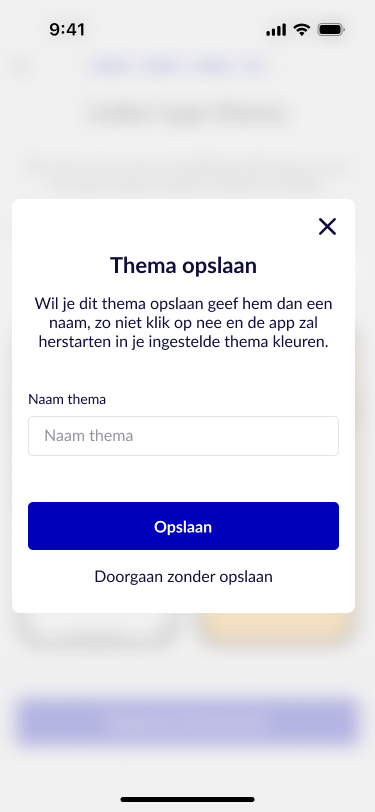 9:41
Thema opslaan
Wil je dit thema opslaan geef hem dan een
naam, zo niet klik op nee en de app zal
herstarten in je ingestelde thema kleuren.
Naam thema
Naam thema
Opslaan
Doorgaan zonder opslaan